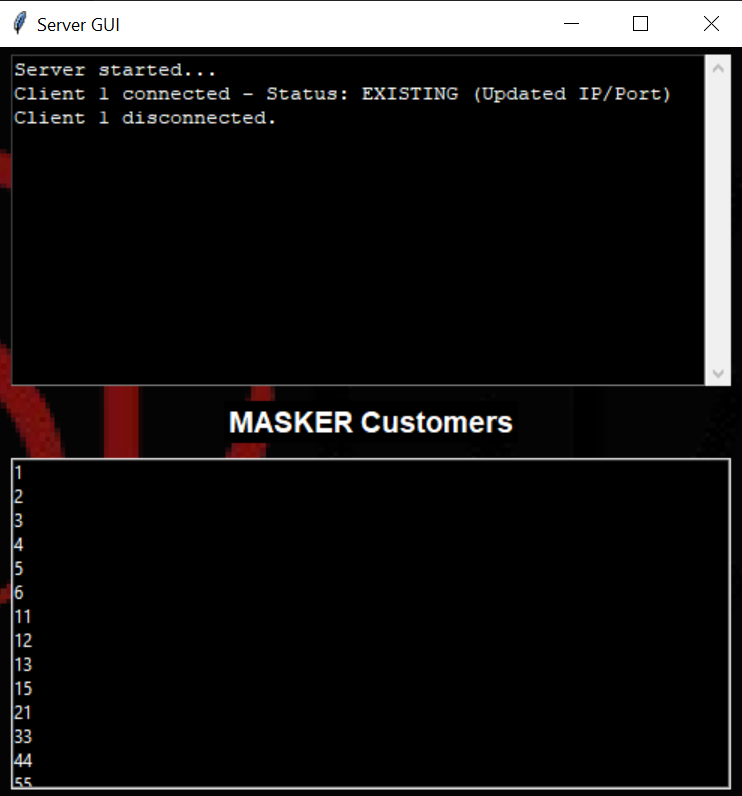 Server GUI
Server started...
Client 1 connected - Status: EXISTING (Updated IP/Port)
Client 1 disconnected.
MASKER Customers
1
2
3
4
5
6
11
12
13
15
21
33
44
55